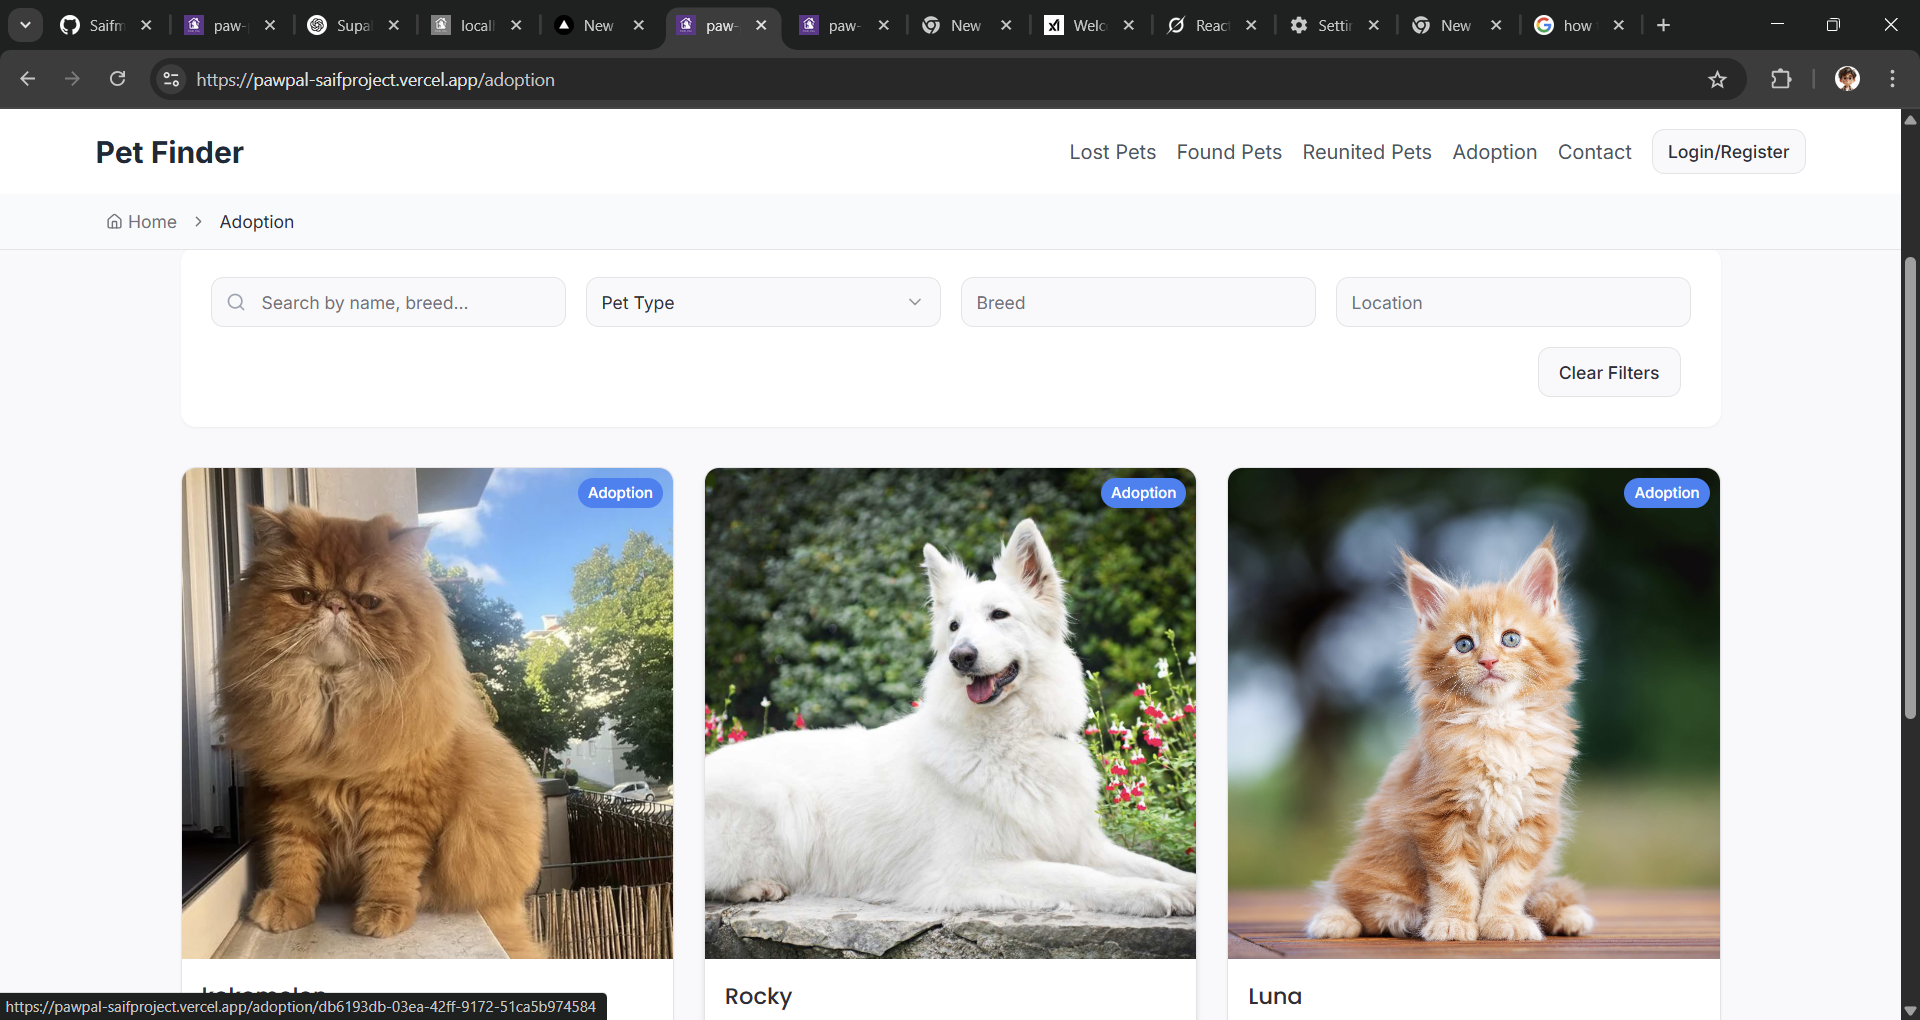 Saifm
paw-
Supa
locall
New
paw-
paw-
New
Welc
Reac
Settin
New
how
https://pawpal-saifproject.vercel.app/adoption
Pet Finder
Lost Pets Found Pets Reunited Pets Adoption Contact Login/Register
Home > Adoption
Search by name, breed...
Pet Type
Breed
Location
Clear Filters
Adoption
Adoption
Adoption
Rocky
Luna
https://pawpal-saifproject.vercel.app/adoption/db6193db-03ea-42ff-9172-51ca5b974584